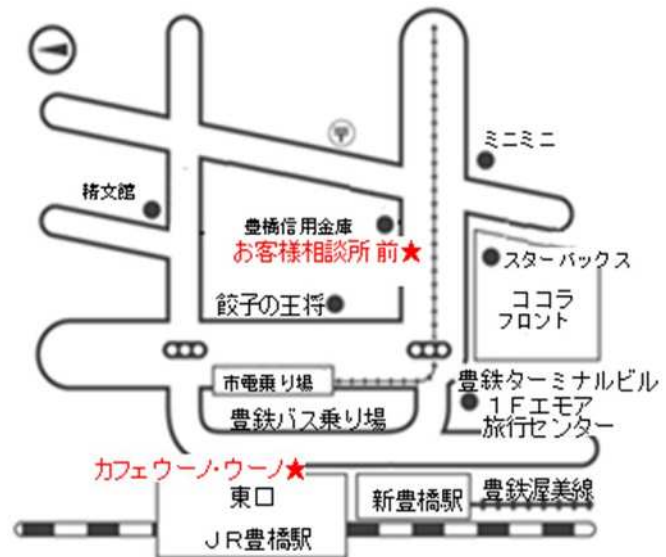 ミニミニ
精文館
豊橋信用金庫
お客様相談所 前★
スターバックス
餃子の王将
ココラ
フロント
市電乗り場
豊鉄ターミナルビル
1Fエモア
旅行センター
豊鉄バス乗り場
カフェウーノ・ウーノ★
東口
新豊橋駅
豊鉄渥美線
JR豊橋駅